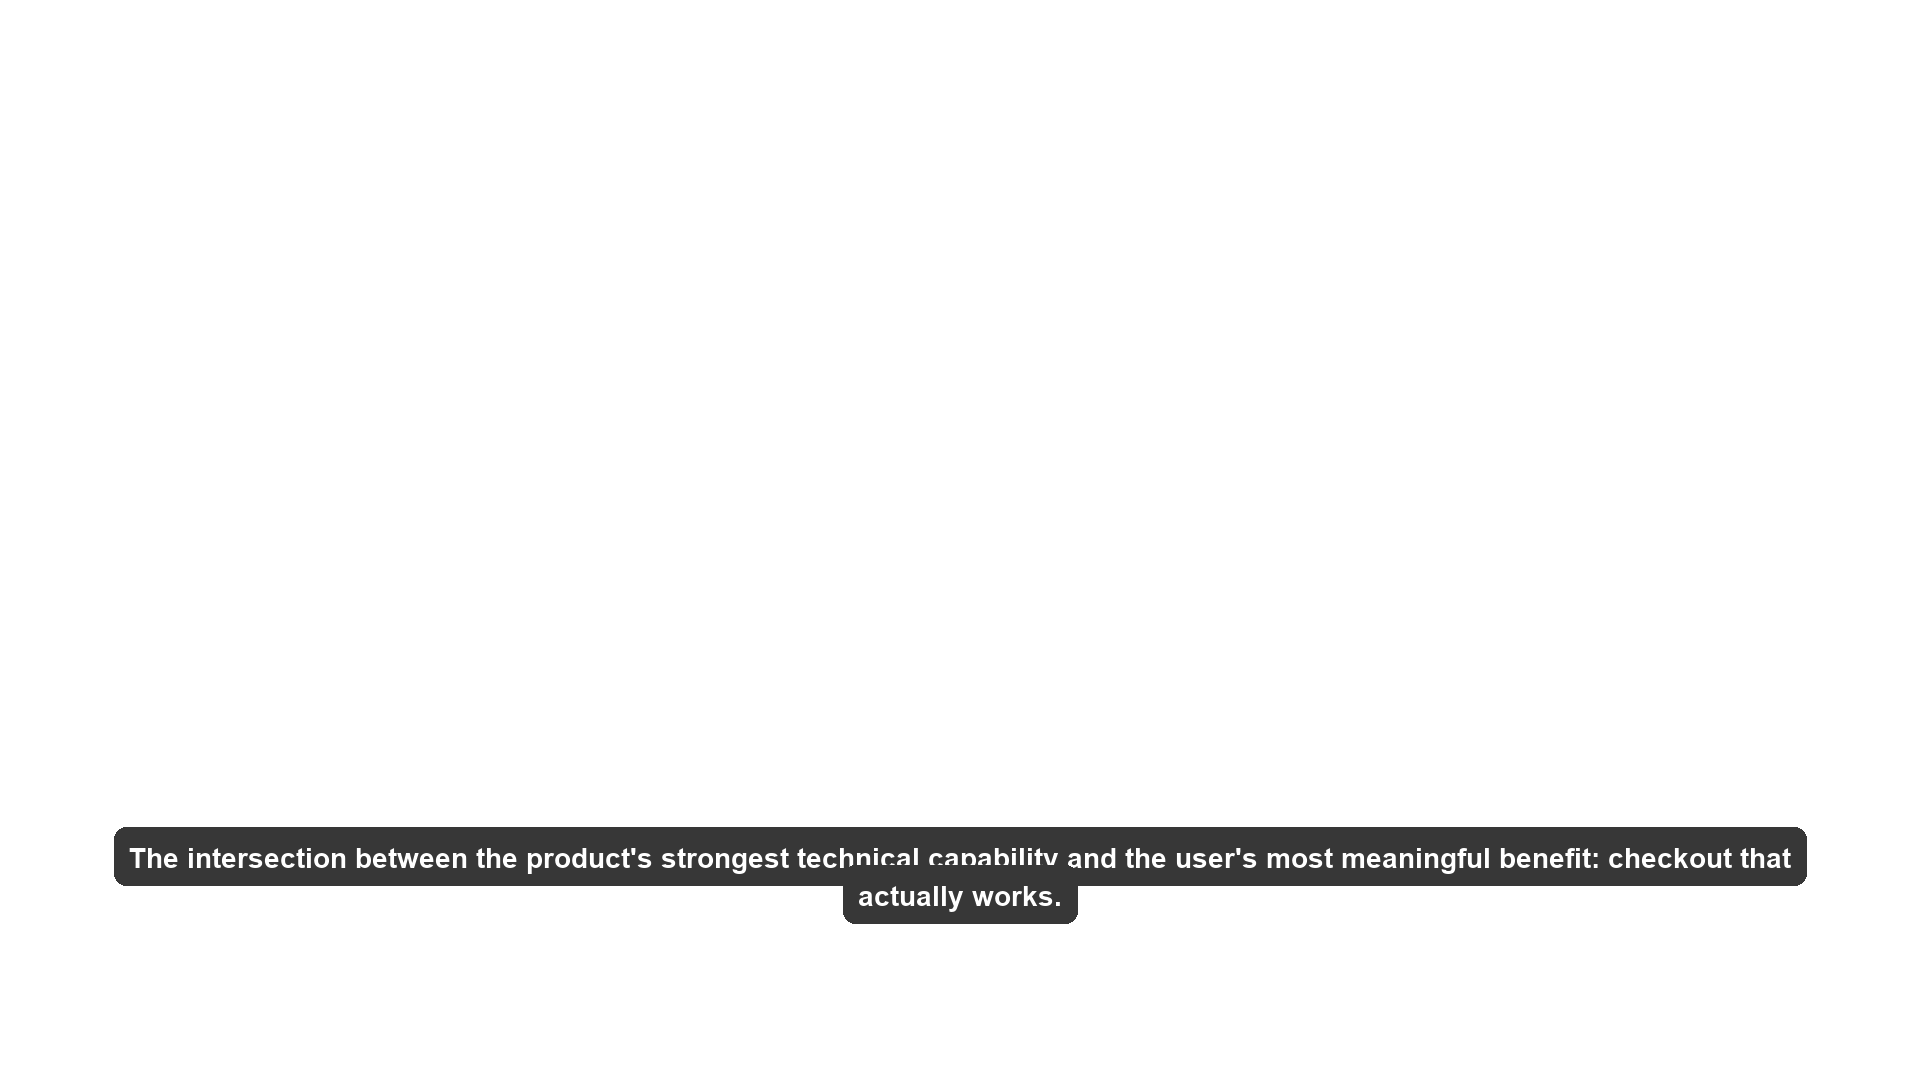 The intersection between the product's strongest technical capability and the user's most meaningful benefit: checkout that
actually works.